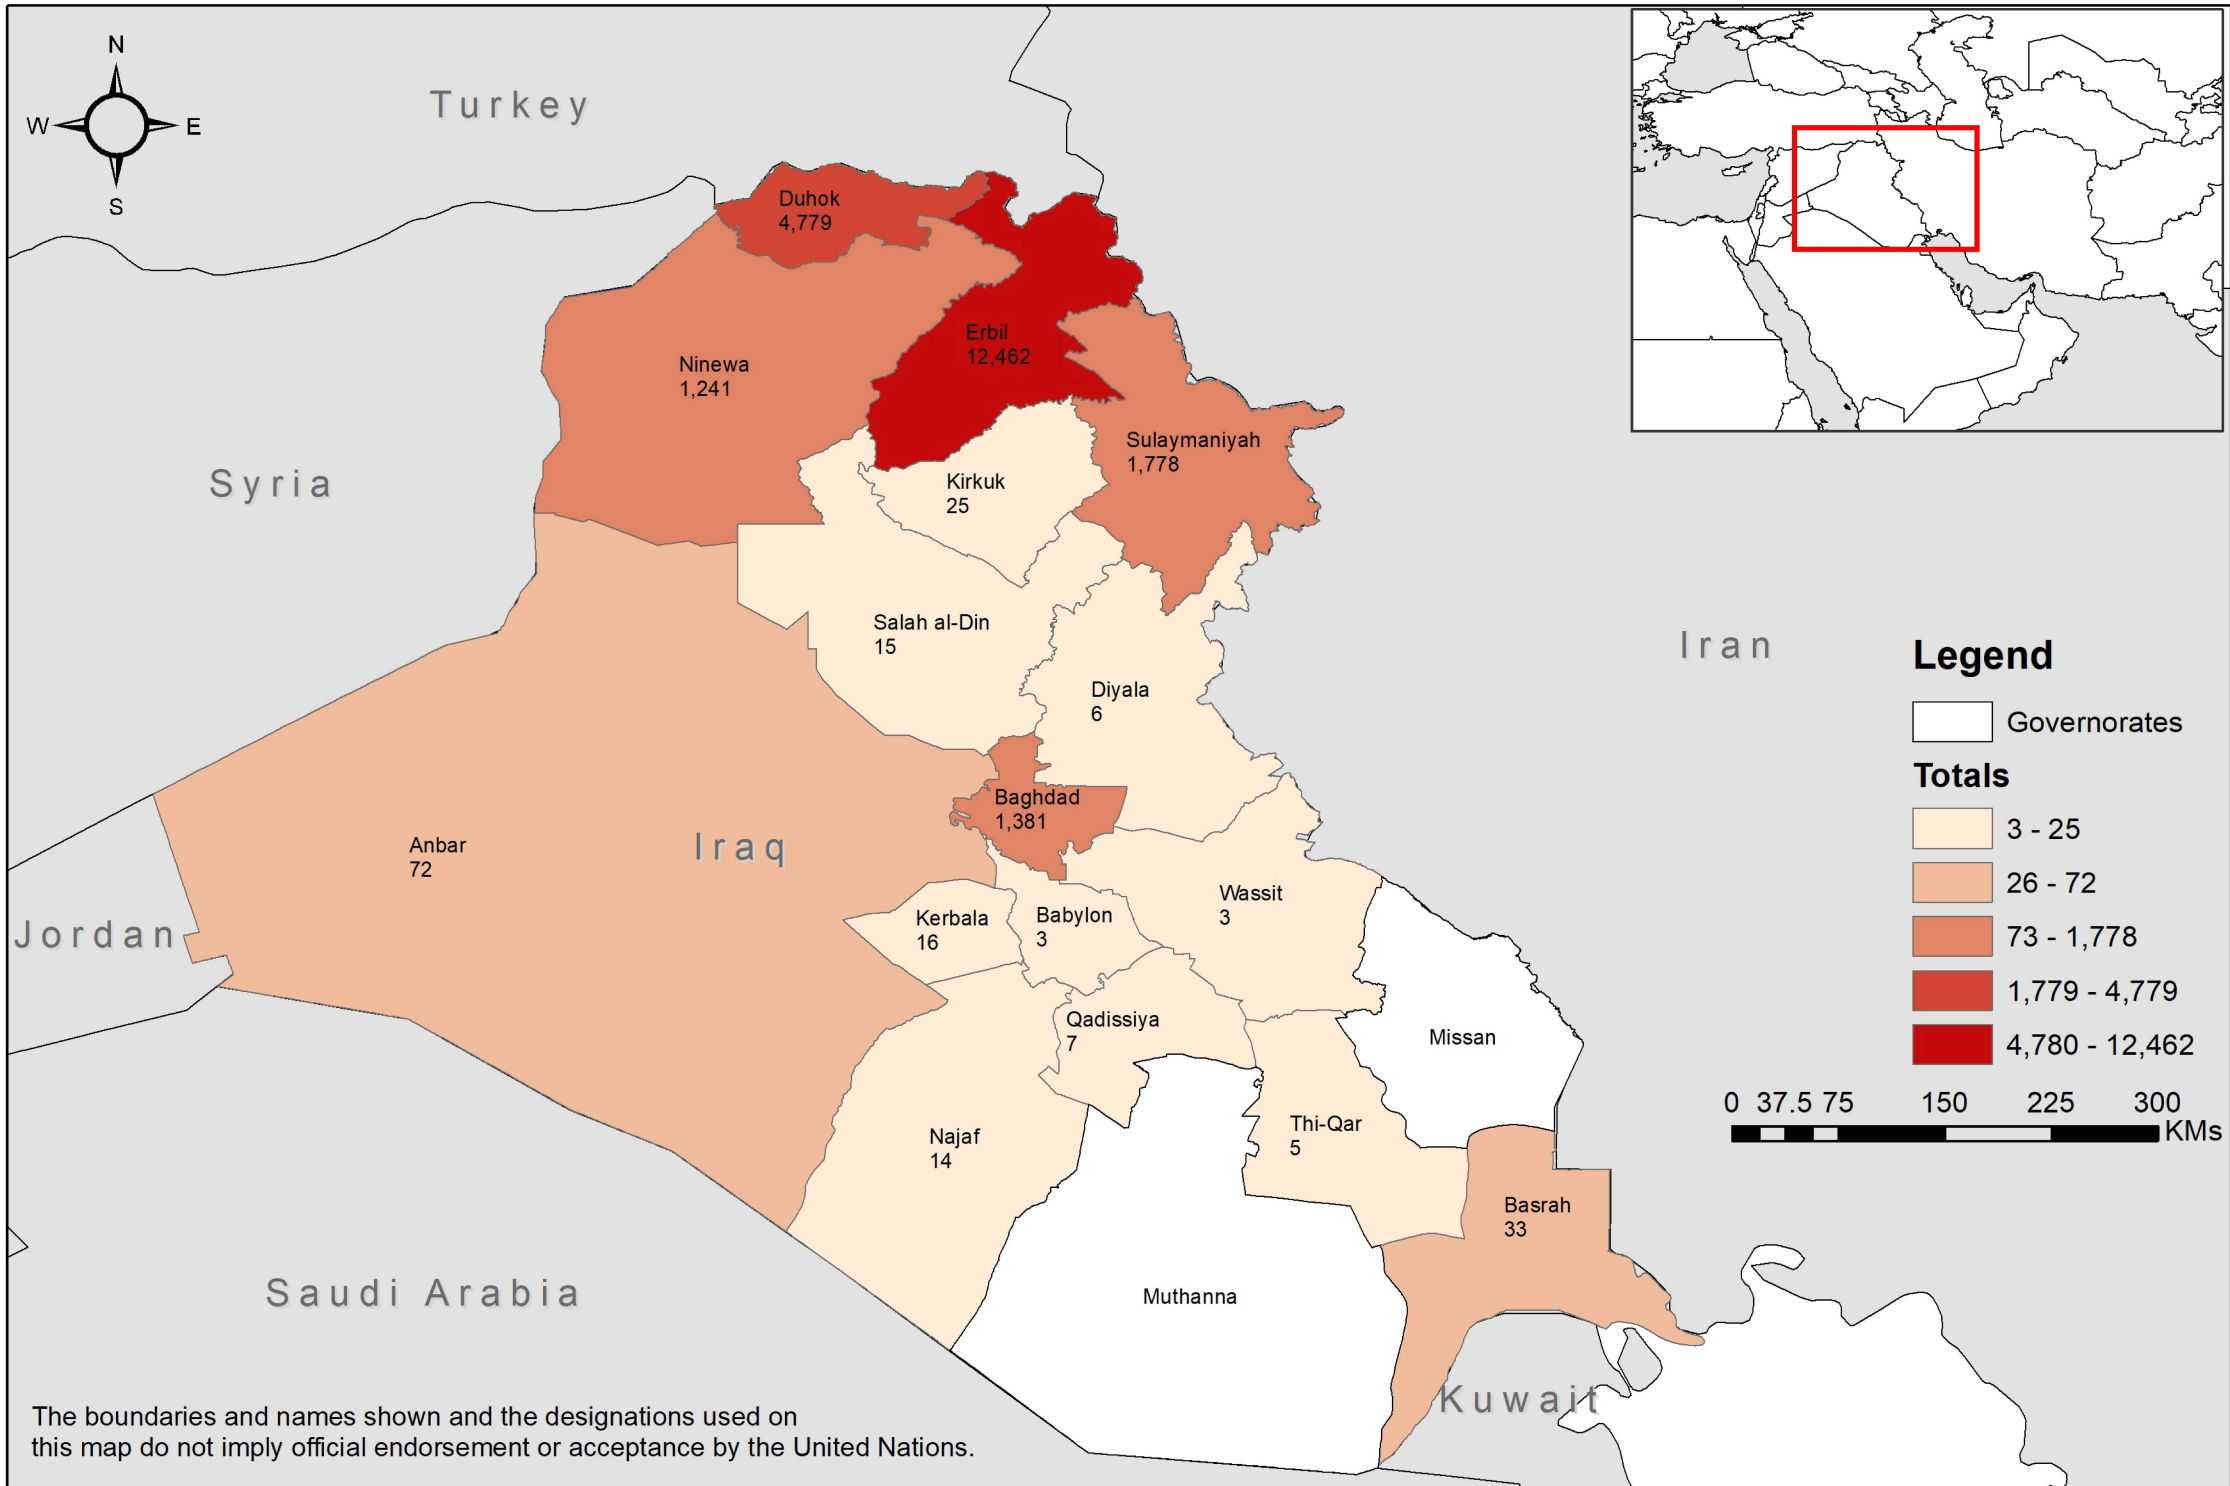 N
W
E
S
Turkey
Syria
Jordan
Saudi Arabia
Iraq
Iran
Kuwait
Duhok
4,779
Erbil
12,462
Ninewa
1,241
Sulaymaniyah
1,778
Kirkuk
25
Salah al-Din
15
Diyala
6
Baghdad
1,381
Anbar
72
Kerbala
16
Babylon
3
Wassit
3
Qadissiya
7
Missan
Najaf
14
Thi-Qar
5
Basrah
33
Muthanna
Legend
Governorates
Totals
3 - 25
26 - 72
73 - 1,778
1,779 - 4,779
4,780 - 12,462
0 37.5 75 150 225 300
KMs
The boundaries and names shown and the designations used on
this map do not imply official endorsement or acceptance by the United Nations.